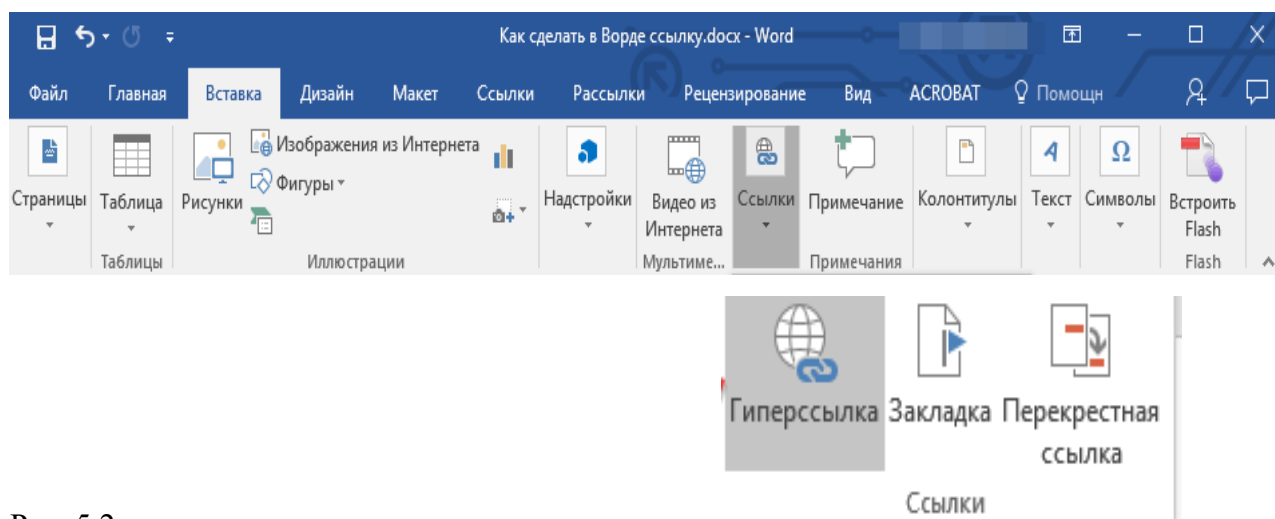 Как сделать в Ворде ссылку.docx - Word
Файл Главная Вставка Дизайн Макет Ссылки Рассылки Рецензирование Вид ACROBAT Помощн
Изображения из Интернета
Фигуры
Страницы Таблица Рисунки Надстройки Видео из Ссылки Примечание Колонтитулы Текст Символы Встроить
Интернета Flash
Таблицы Иллюстрации Мультиме... Примечания Flash
Гиперссылка Закладка Перекрестная
ссылка
Ссылки